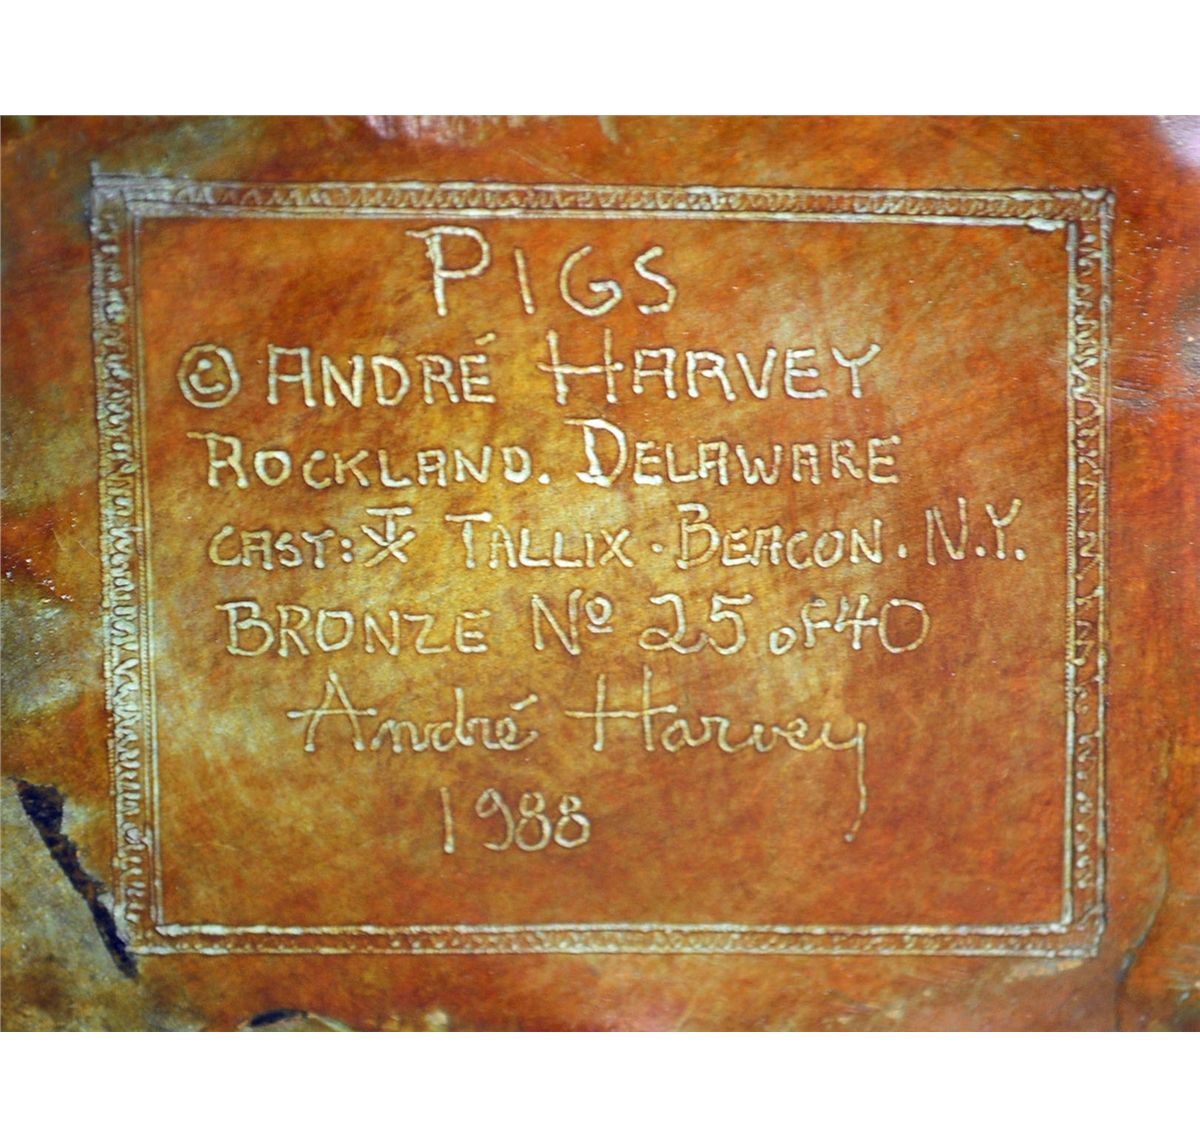 PIGS
© ANDRÉ HARVEY
ROCKLAND. DELAWARE
CAST: TALLIX · BEACON · N.Y.
BRONZE Nº 25 of 40
André Harvey
1988